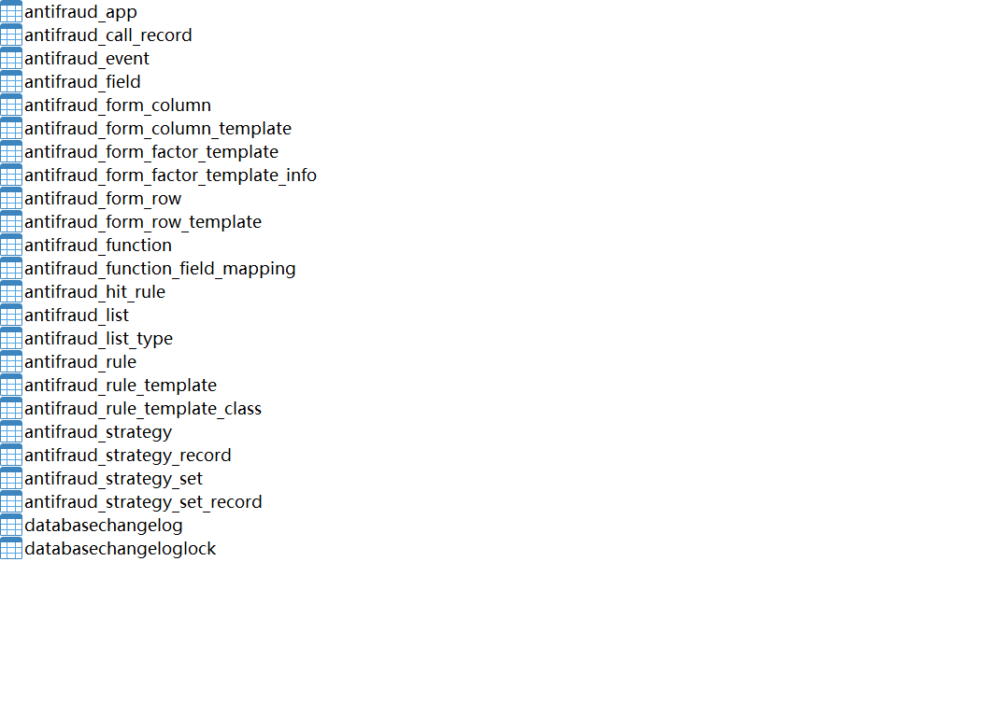 antifraud_app
antifraud_call_record
antifraud_event
antifraud_field
antifraud_form_column
antifraud_form_column_template
antifraud_form_factor_template
antifraud_form_factor_template_info
antifraud_form_row
antifraud_form_row_template
antifraud_function
antifraud_function_field_mapping
antifraud_hit_rule
antifraud_list
antifraud_list_type
antifraud_rule
antifraud_rule_template
antifraud_rule_template_class
antifraud_strategy
antifraud_strategy_record
antifraud_strategy_set
antifraud_strategy_set_record
databasechangelog
databasechangeloglock